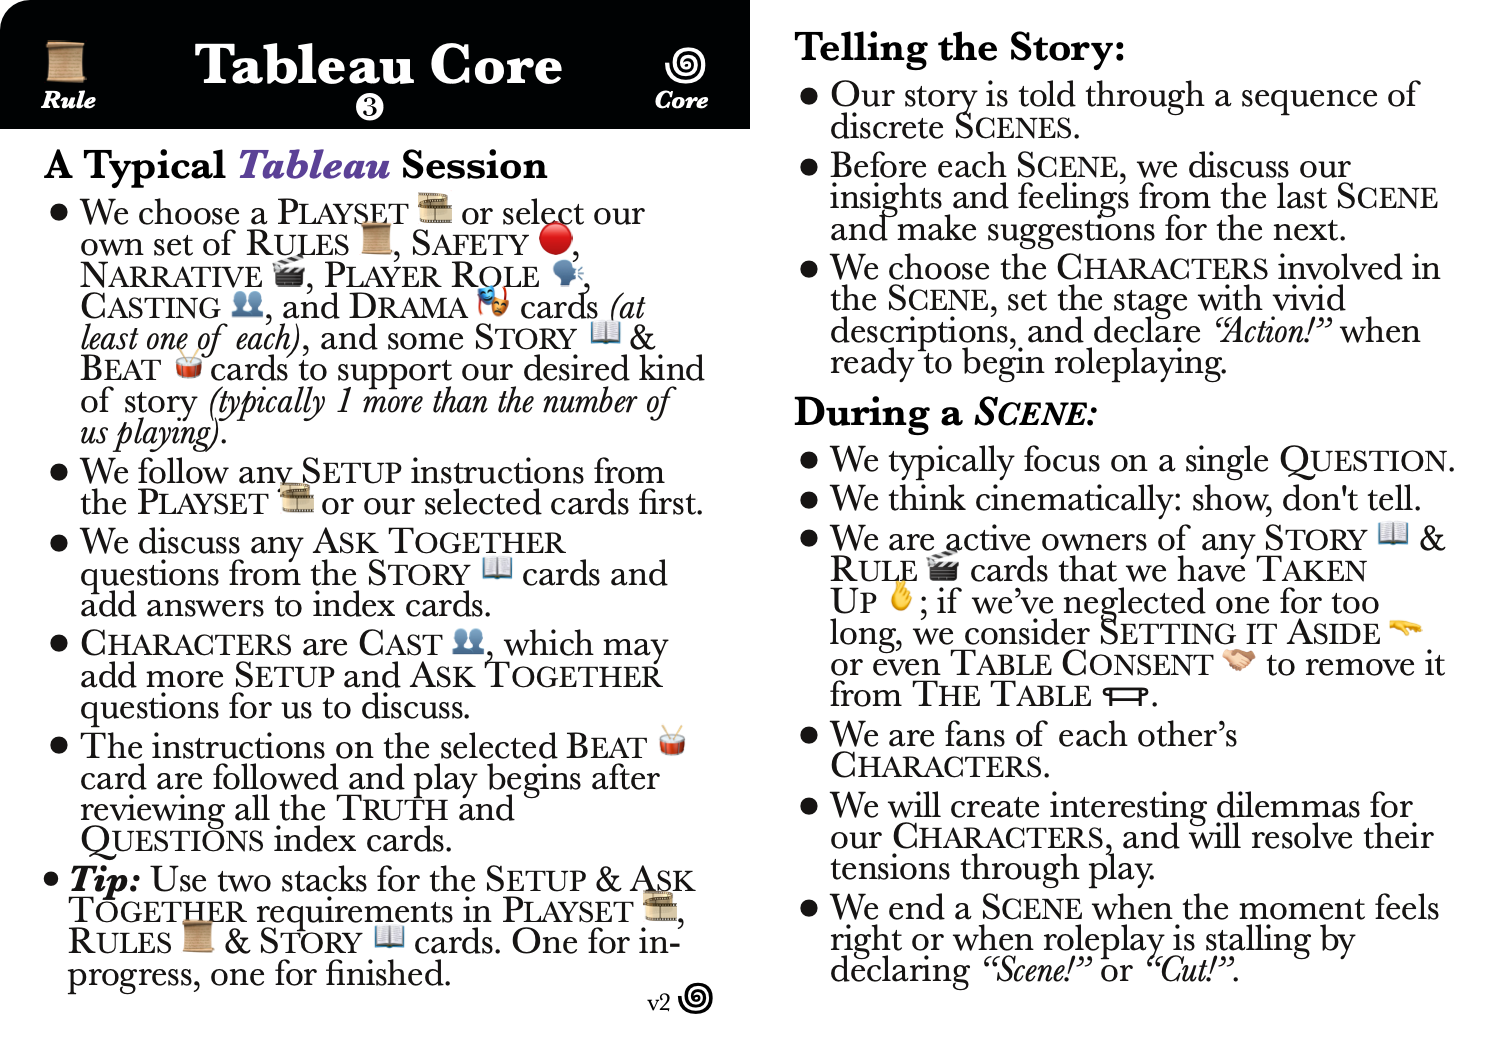 Rule
Tableau Core
3
Core
A Typical Tableau Session
• We choose a PLAYSET 🎞️ or select our
own set of RULES 📜, SAFETY 🔴,
NARRATIVE 🎬, PLAYER ROLE 🗣️,
CASTING 👥, and DRAMA 🎭 cards (at
least one of each), and some STORY 📖 &
BEAT 🥁 cards to support our desired kind
of story (typically 1 more than the number of
us playing).
• We follow any SETUP instructions from
the PLAYSET 🎞️ or our selected cards first.
• We discuss any ASK TOGETHER
questions from the STORY 📖 cards and
add answers to index cards.
• CHARACTERS are CAST 👥, which may
add more SETUP and ASK TOGETHER
questions for us to discuss.
• The instructions on the selected BEAT 🥁
card are followed and play begins after
reviewing all the TRUTH and
QUESTIONS index cards.
• Tip: Use two stacks for the SETUP & ASK
TOGETHER requirements in PLAYSET 🎞️,
RULES 📜 & STORY 📖 cards. One for in-
progress, one for finished.
v2
Telling the Story:
• Our story is told through a sequence of
discrete SCENES.
• Before each SCENE, we discuss our
insights and feelings from the last SCENE
and make suggestions for the next.
• We choose the CHARACTERS involved in
the SCENE, set the stage with vivid
descriptions, and declare “Action!” when
ready to begin roleplaying.
During a SCENE:
• We typically focus on a single QUESTION.
• We think cinematically: show, don't tell.
• We are active owners of any STORY 📖 &
RULE 🎬 cards that we have TAKEN
UP 🫰; if we’ve neglected one for too
long, we consider SETTING IT ASIDE 🫳
or even TABLE CONSENT 🤝 to remove it
from THE TABLE.
• We are fans of each other’s
CHARACTERS.
• We will create interesting dilemmas for
our CHARACTERS, and will resolve their
tensions through play.
• We end a SCENE when the moment feels
right or when roleplay is stalling by
declaring “Scene!” or “Cut!”.